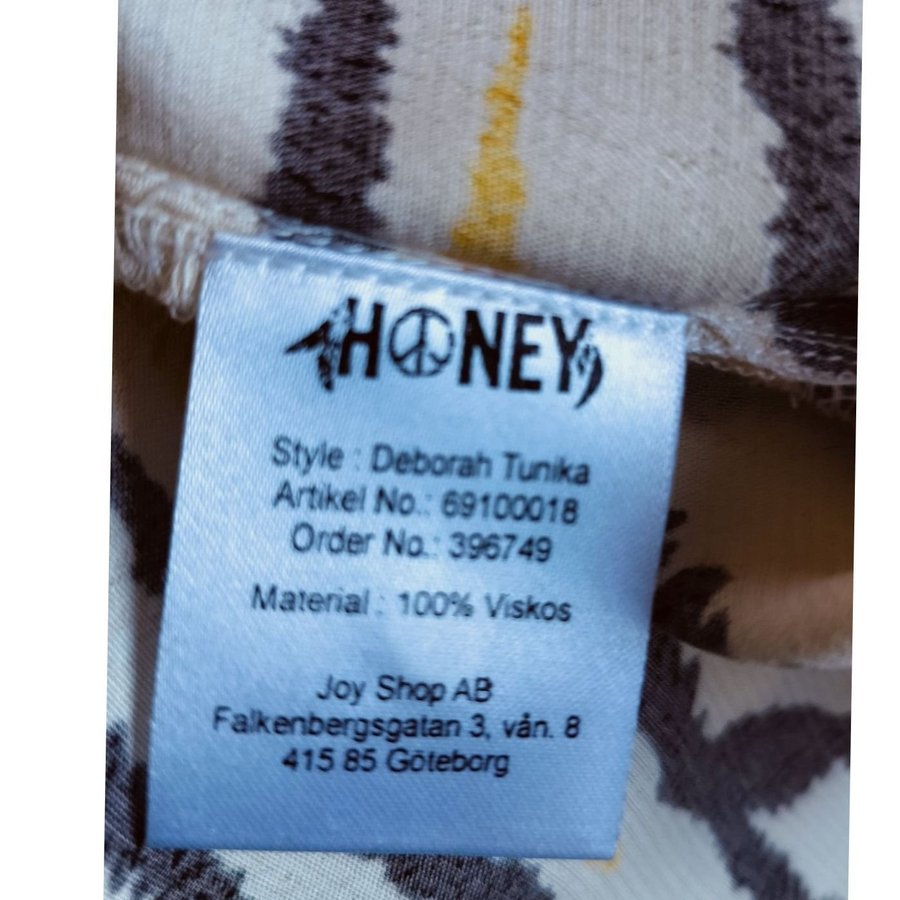 HONEY
Style : Deborah Tunika
Artikel No.: 69100018
Order No.: 396749
Material : 100% Viskos
Joy Shop AB
Falkenbergsgatan 3, vån. 8
415 85 Göteborg